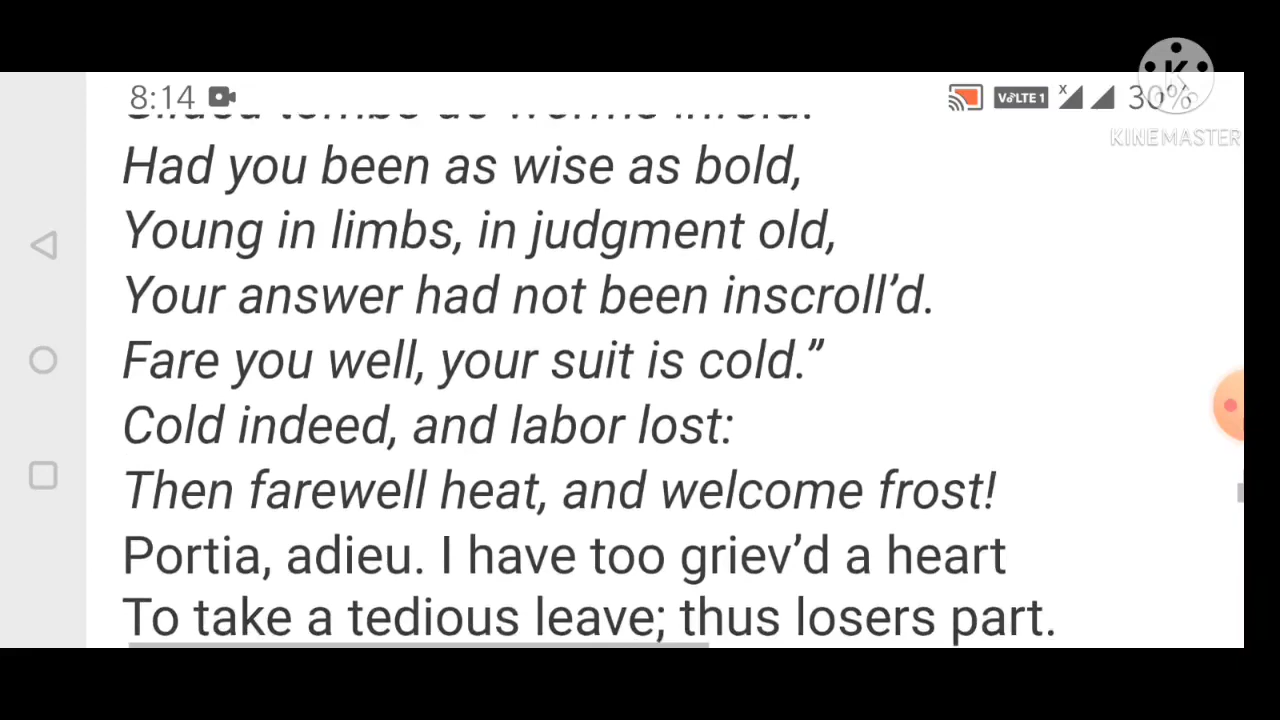 8:14 VoLTE 1 X 30%
KINEMASTER
Had you been as wise as bold,
Young in limbs, in judgment old,
Your answer had not been inscroll’d.
Fare you well, your suit is cold.”
Cold indeed, and labor lost:
Then farewell heat, and welcome frost!
Portia, adieu. I have too griev’d a heart
To take a tedious leave; thus losers part.